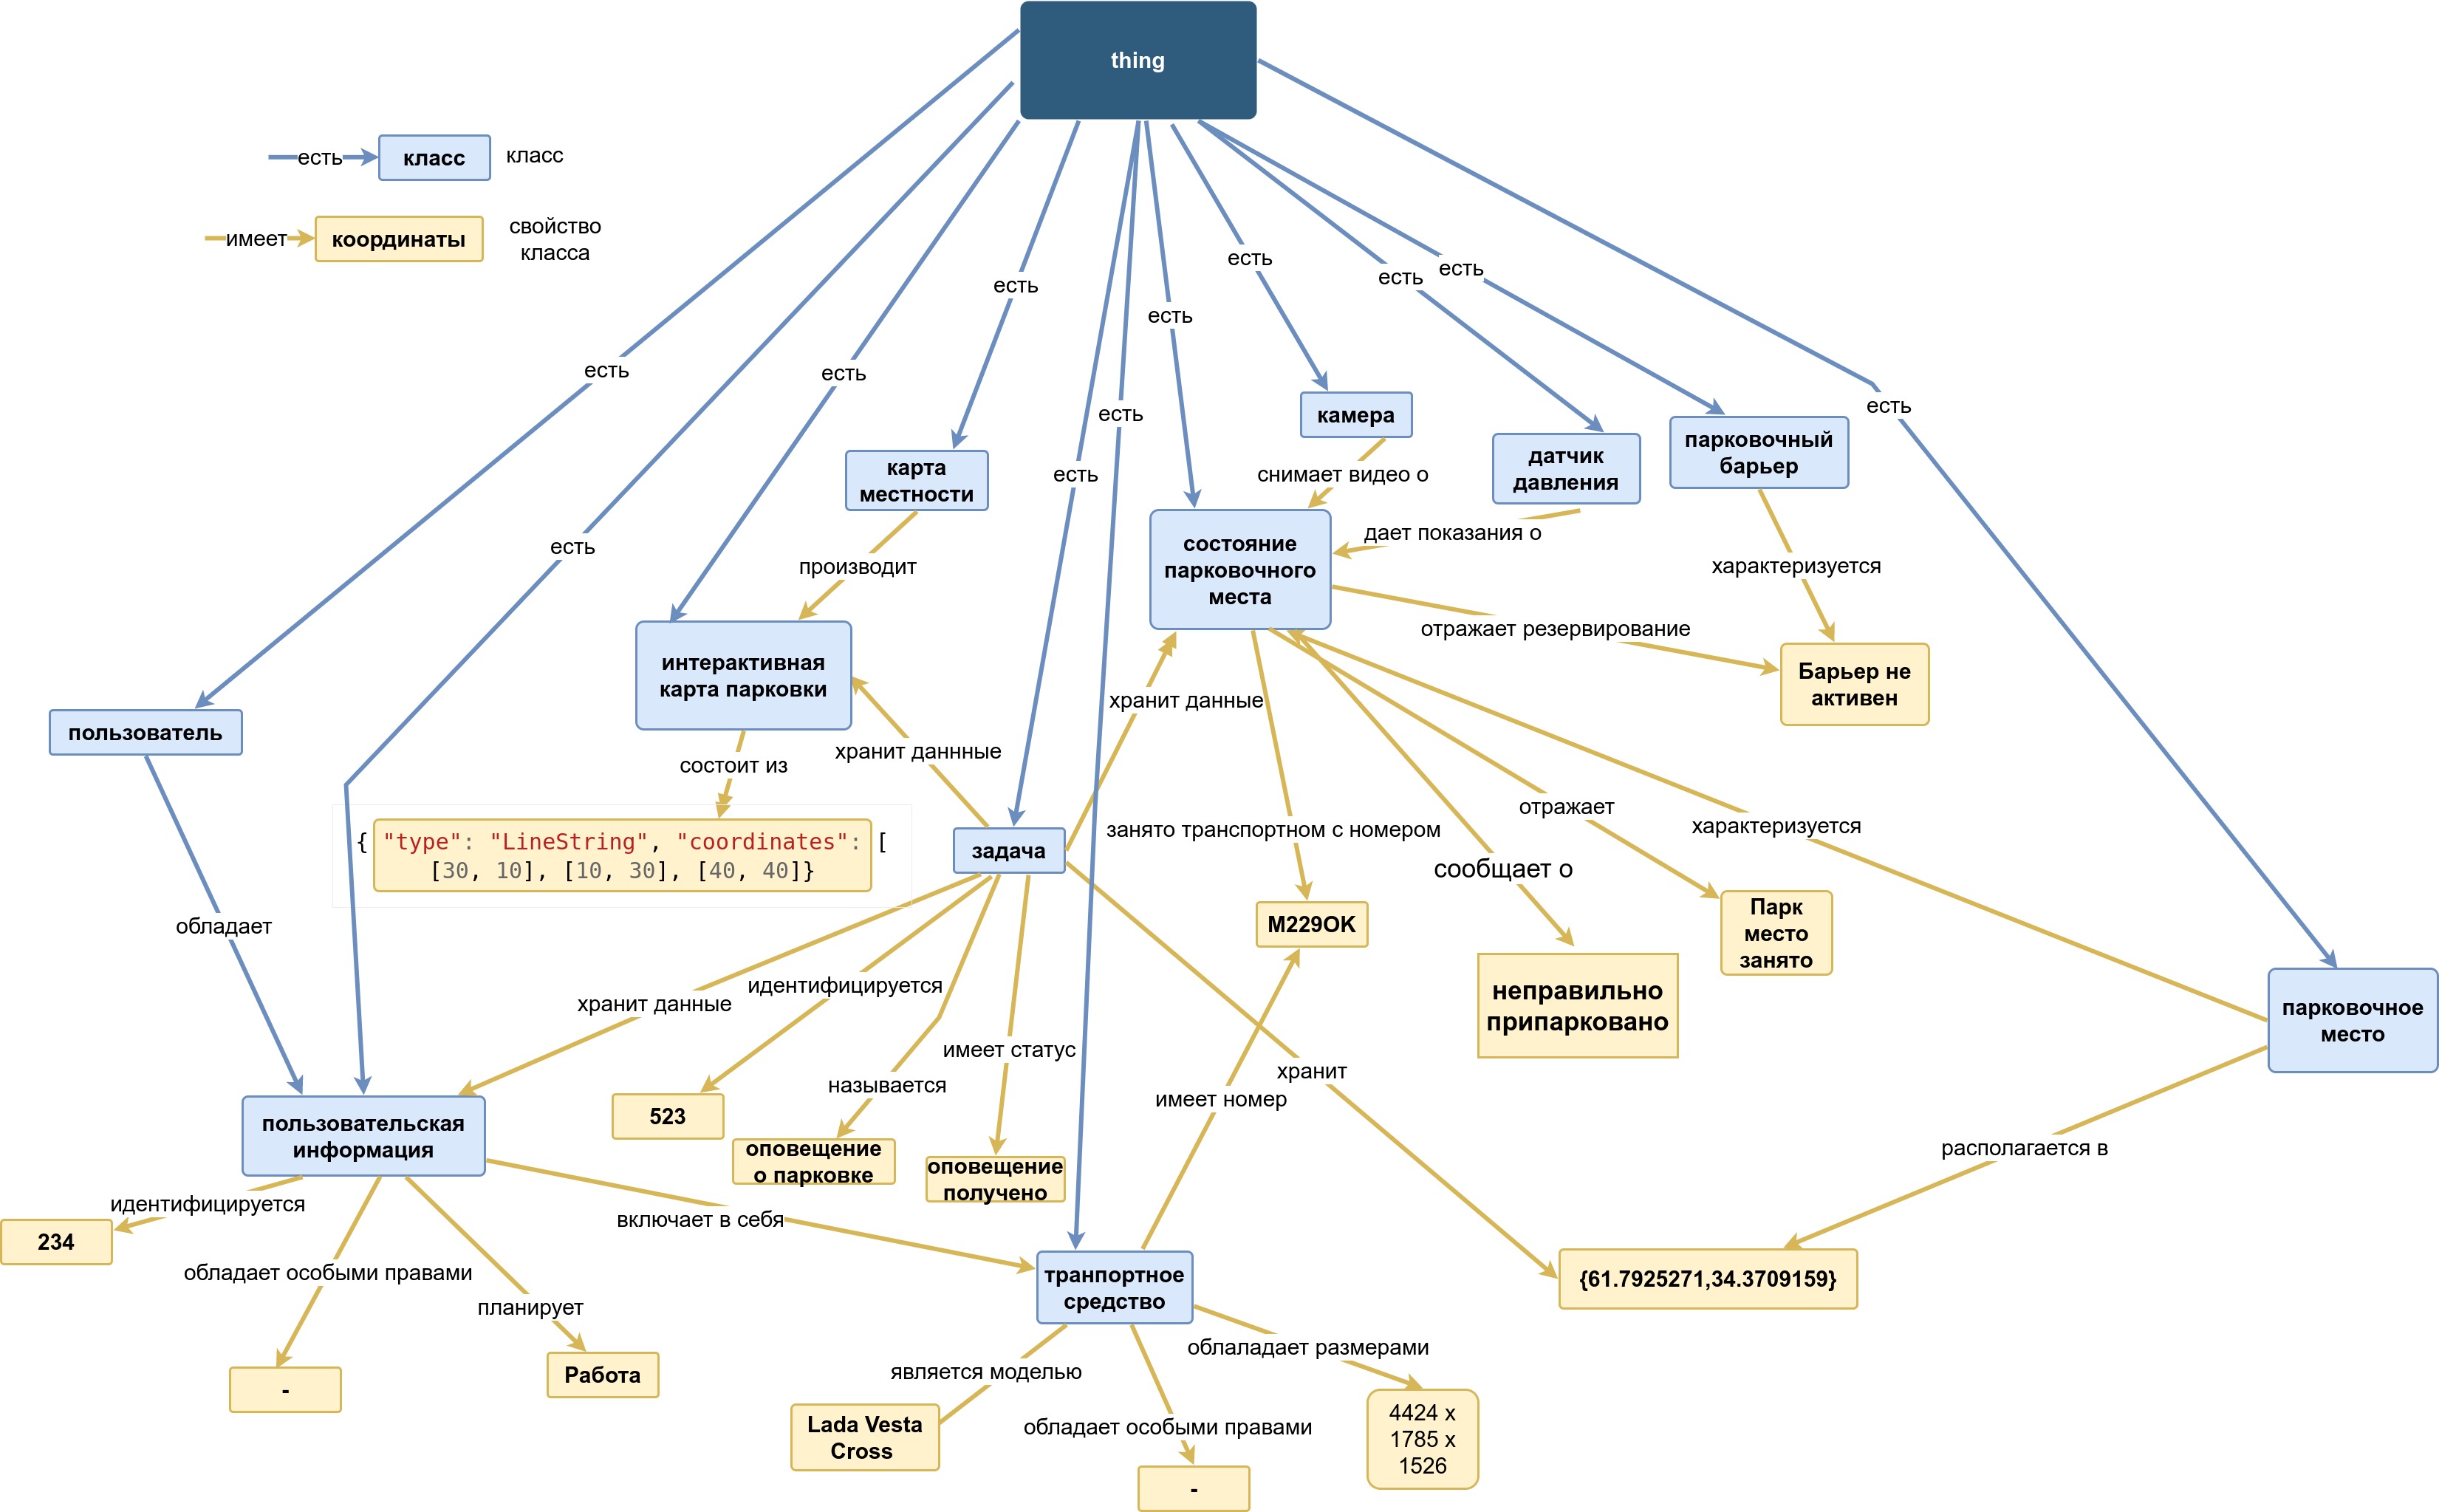 thing
есть
класс
класс
имеет
координаты
свойство
класса
есть
есть
есть
есть
есть
есть
есть
есть
есть
есть
есть
камера
парковочный
барьер
карта
местности
снимает видео о
датчик
давления
дает показания о
состояние
парковочного
места
производит
характеризуется
отражает резервирование
интерактивная
карта парковки
Барьер не
активен
хранит данные
пользователь
хранит даннные
состоит из
{ "type": "LineString", "coordinates": [
[30, 10], [10, 30], [40, 40]}
задача
занято транспортном с номером
отражает
характеризуется
сообщает о
обладает
М229ОК
Парк
место
занято
хранит данные
идентифицируется
неправильно
припарковано
парковочное
место
имеет статус
называется
хранит
имеет номер
пользовательская
информация
523
оповещение
о парковке
оповещение
получено
располагается в
идентифицируется
включает в себя
234
обладает особыми правами
планирует
транпортное
средство
{61.7925271,34.3709159}
-
Работа
является моделью
облаладает размерами
обладает особыми правами
Lada Vesta
Cross
4424 x
1785 x
1526
-